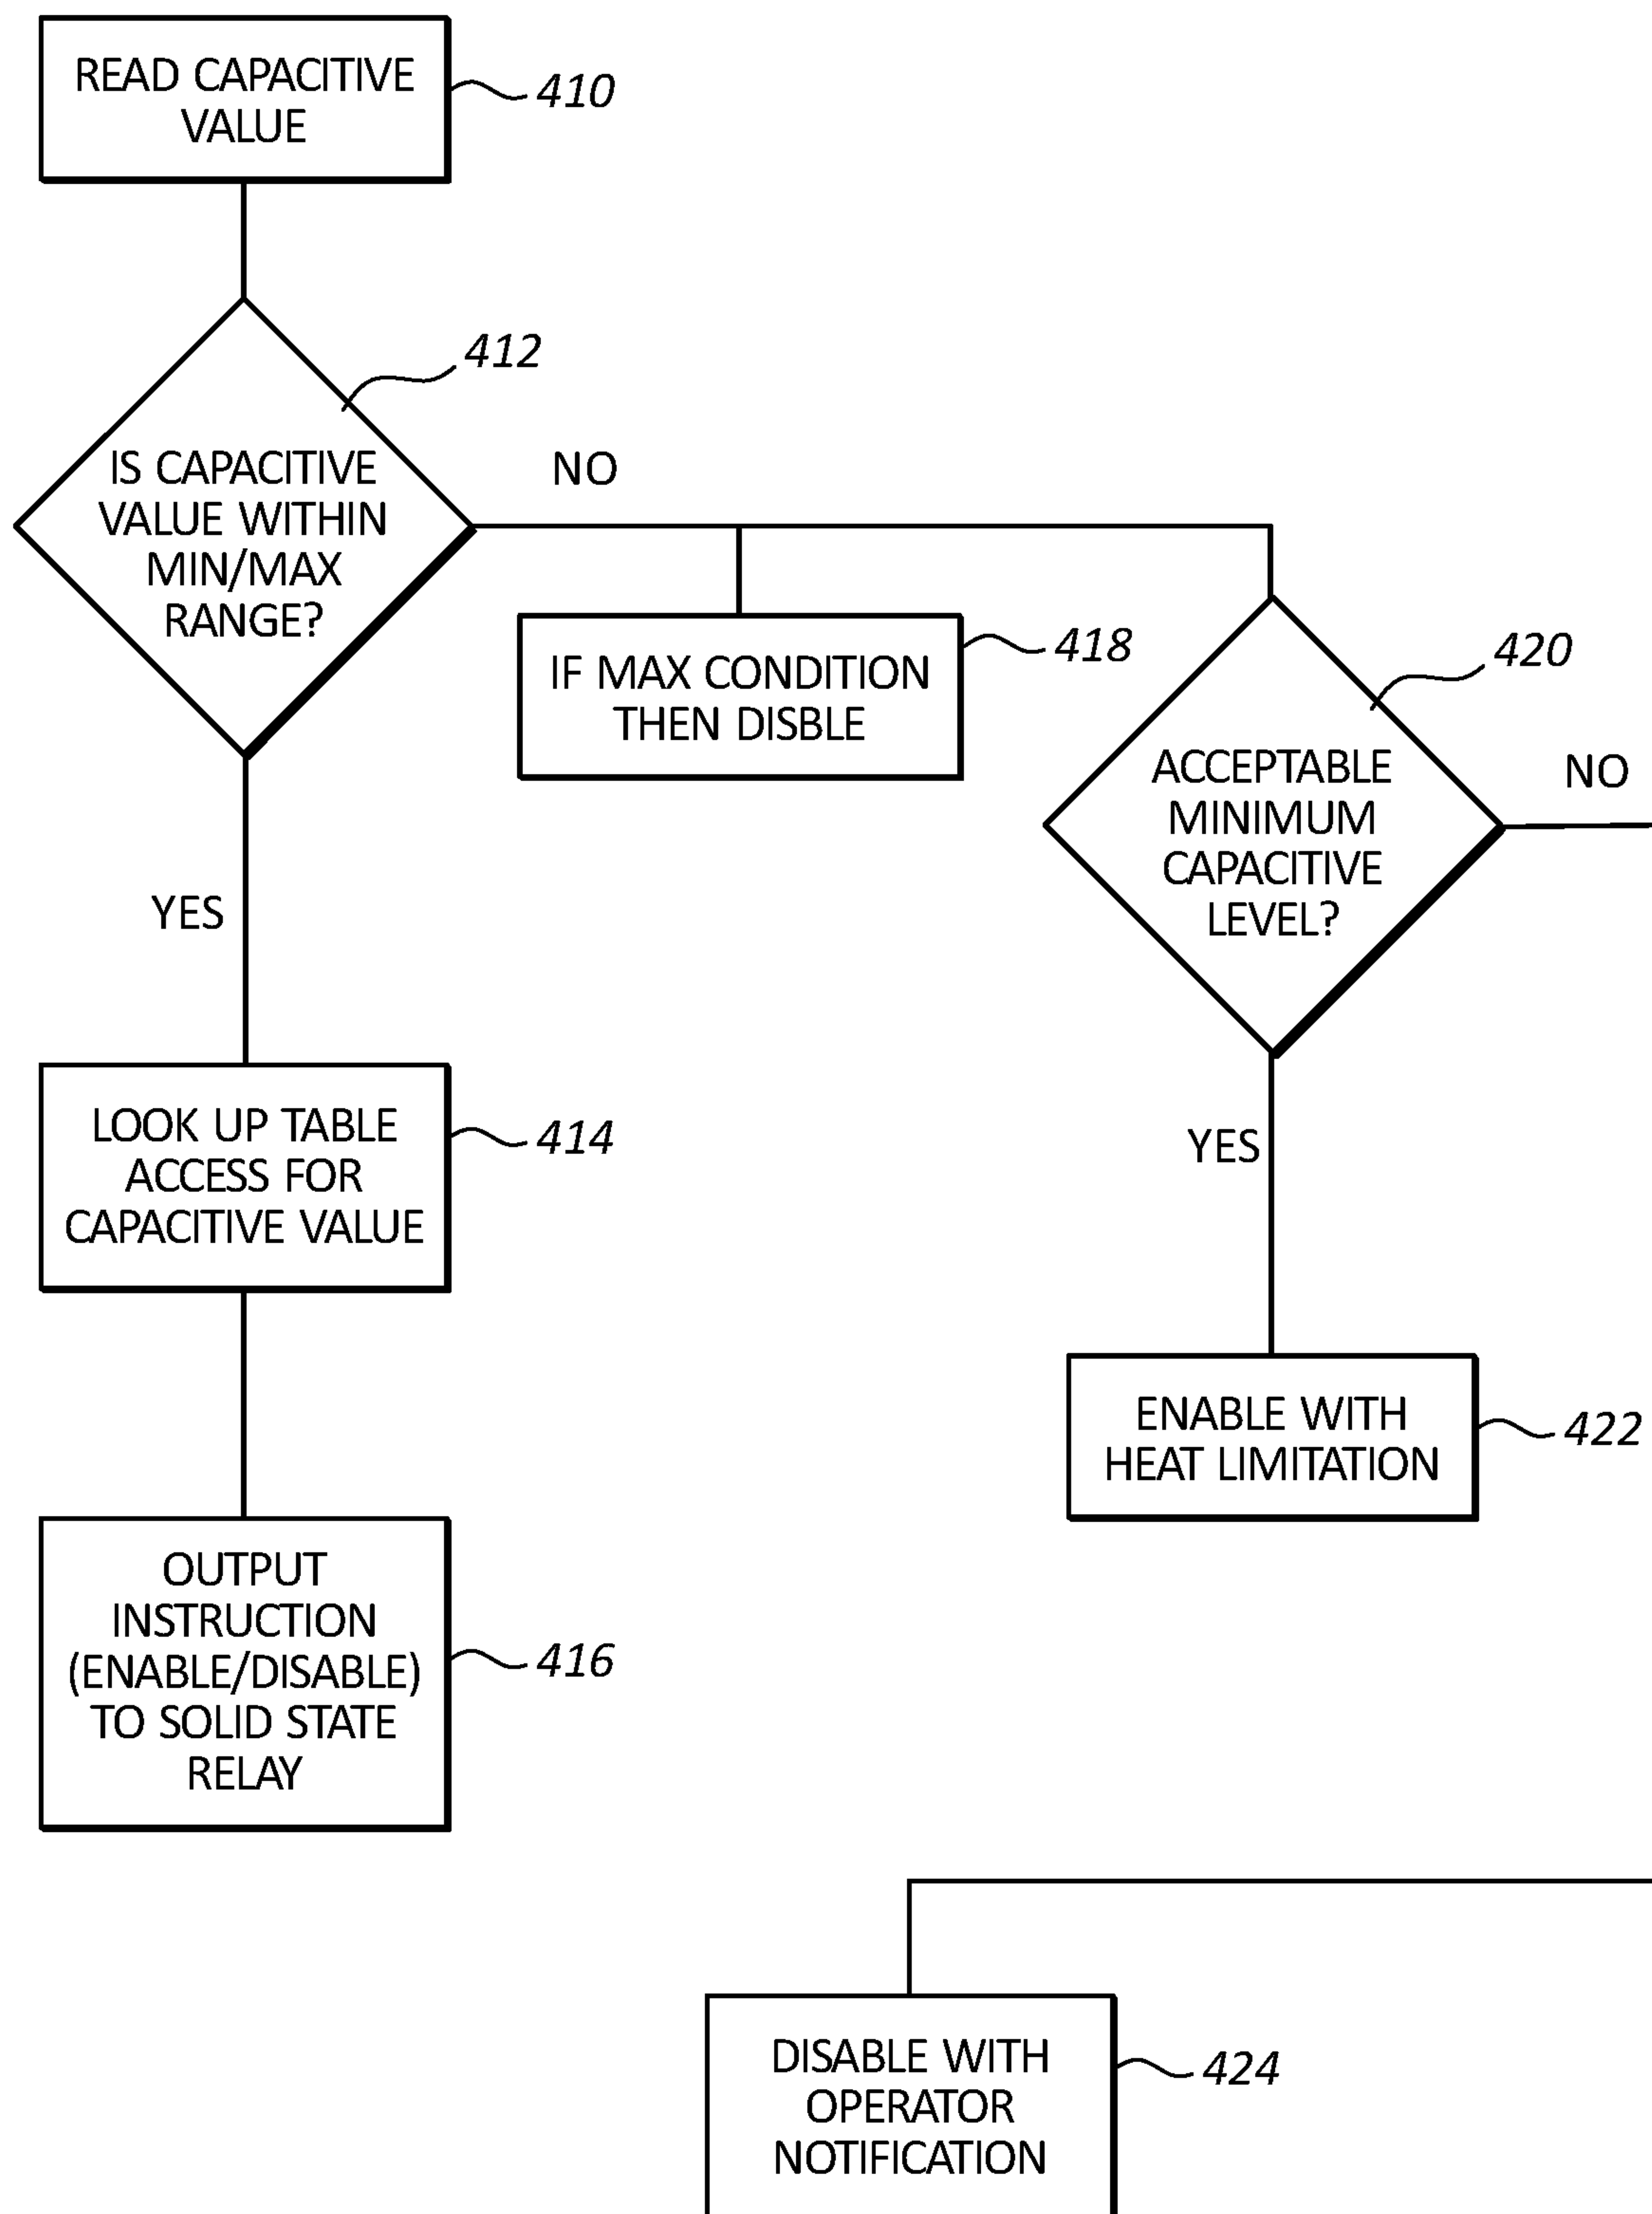 READ CAPACITIVE
VALUE
410
412
IS CAPACITIVE
VALUE WITHIN
MIN/MAX
RANGE?
NO
IF MAX CONDITION
THEN DISBLE
418
420
ACCEPTABLE
MINIMUM
CAPACITIVE
LEVEL?
NO
YES
LOOK UP TABLE
ACCESS FOR
CAPACITIVE VALUE
414
YES
ENABLE WITH
HEAT LIMITATION
422
OUTPUT
INSTRUCTION
(ENABLE/DISABLE)
TO SOLID STATE
RELAY
416
DISABLE WITH
OPERATOR
NOTIFICATION
424